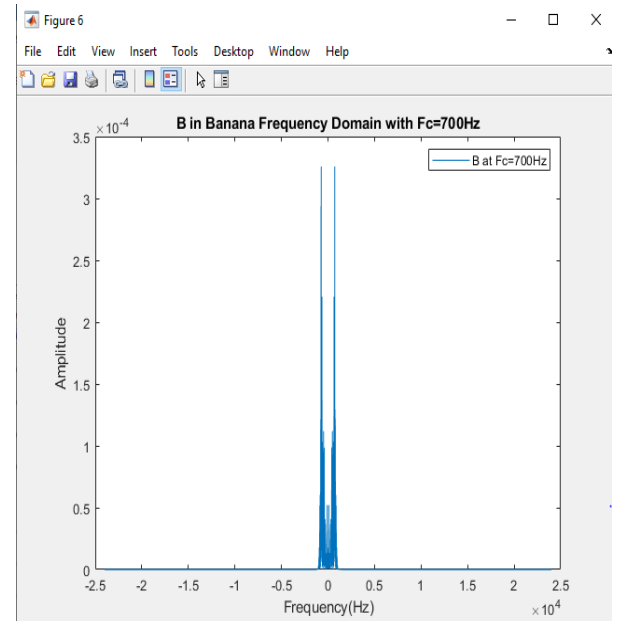 Figure 6
File Edit View Insert Tools Desktop Window Help
×10-4
B in Banana Frequency Domain with Fc=700Hz
B at Fc=700Hz
3.5
3
2.5
2
1.5
1
0.5
0
Amplitude
-2.5 -2 -1.5 -1 -0.5 0 0.5 1 1.5 2 2.5
Frequency(Hz)
×10⁴